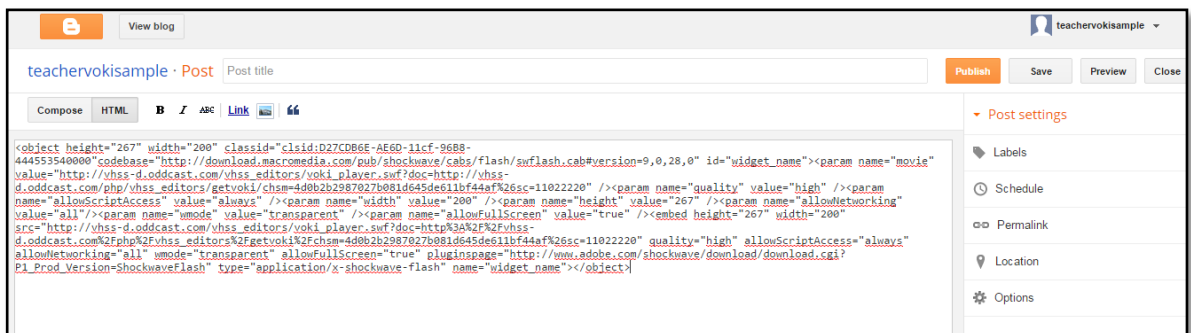 View blog
teachervokisample
teachervokisample · Post
Post title
Publish
Save
Preview
Close
Compose
HTML
B I ABC Link
Post settings
<object height="267" width="200" classid="clsid:D27CDB6E-AE6D-11cf-96B8-
444553540000"codebase="http://download.macromedia.com/pub/shockwave/cabs/flash/swflash.cab#version=9,0,28,0" id="widget_name"><param name="movie"
value="http://vhss-d.oddcast.com/vhss_editors/voki_player.swf?doc=http://vhss-
d.oddcast.com/php/vhss_editors/getvoki/chsm=4d0b2b2987027b081d645de611bf44af%26sc=11022220" /><param name="quality" value="high" /><param
name="allowScriptAccess" value="always" /><param name="width" value="200" /><param name="height" value="267" /><param name="allowNetworking"
value="all"/><param name="wmode" value="transparent" /><param name="allowFullScreen" value="true" /><embed height="267" width="200"
src="http://vhss-d.oddcast.com/vhss_editors/voki_player.swf?doc=http%3A%2F%2Fvhss-
d.oddcast.com%2Fphp%2Fvhss_editors%2Fgetvoki%2Fchsm=4d0b2b2987027b081d645de611bf44af%26sc=11022220" quality="high" allowScriptAccess="always"
allowNetworking="all" wmode="transparent" allowFullScreen="true" pluginspage="http://www.adobe.com/shockwave/download/download.cgi?
P1_Prod_Version=ShockwaveFlash" type="application/x-shockwave-flash" name="widget_name"></object>
Labels
Schedule
Permalink
Location
Options